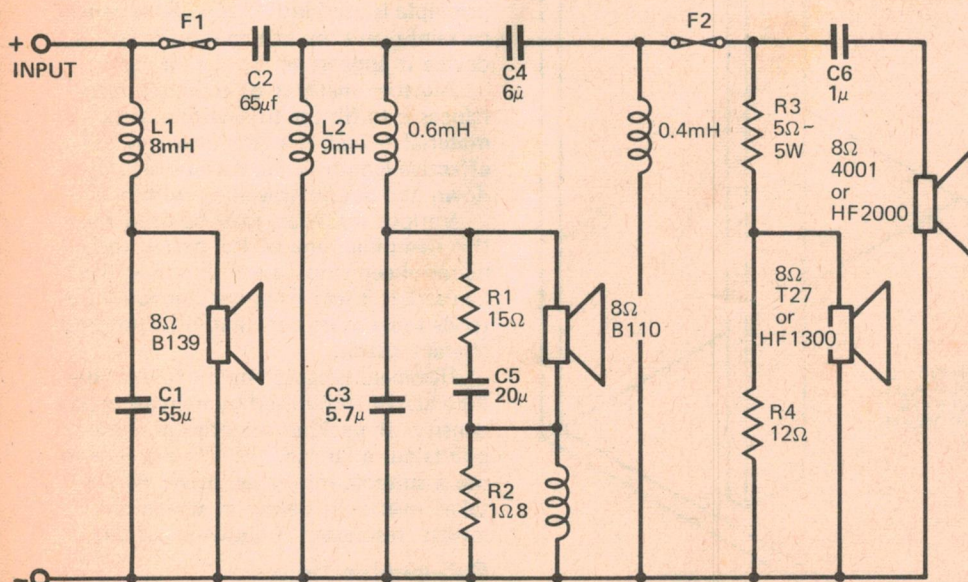 F1
F2
+
INPUT
C2
65μf
C4
6μ
C6
1μ
L1
8mH
L2
9mH
0.6mH
0.4mH
R3
5Ω~
5W
8Ω
4001
or
HF2000
8Ω
B139
R1
15Ω
8Ω
B110
8Ω
T27
or
HF1300
C1
55μ
C3
5.7μ
C5
20μ
R4
12Ω
R2
1Ω8
-